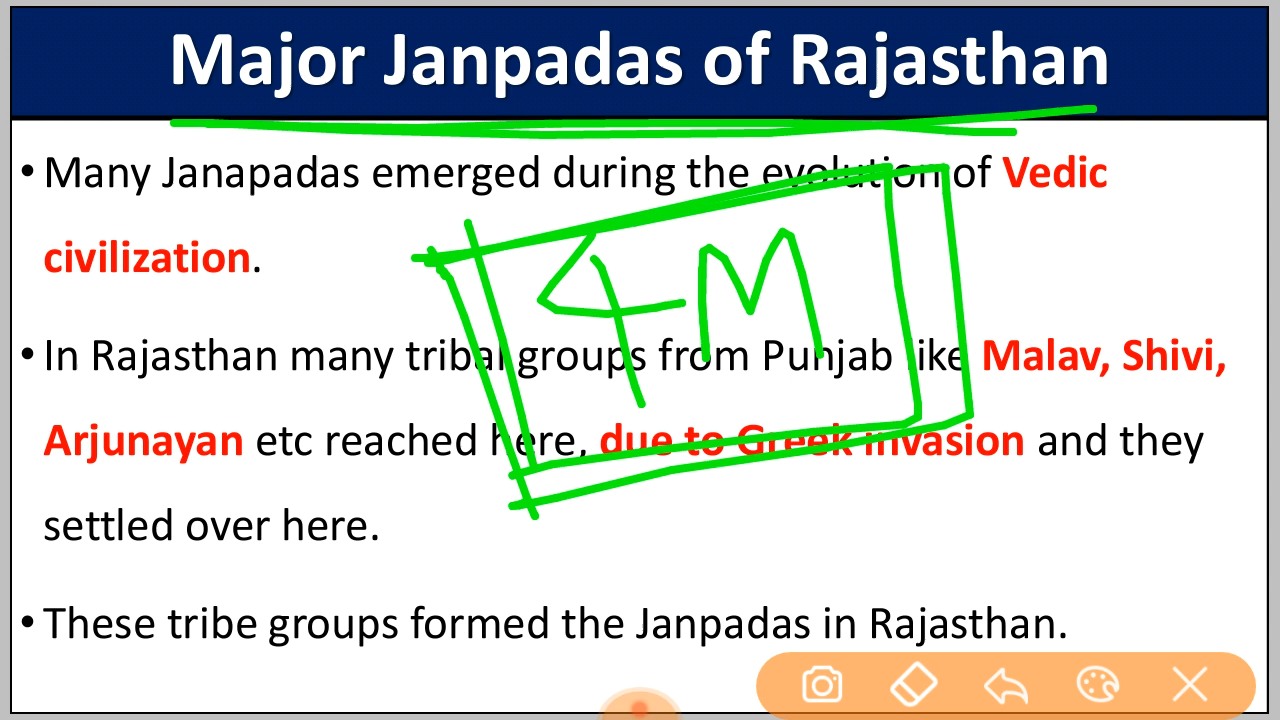 Major Janpadas of Rajasthan
• Many Janapadas emerged during the evolution of Vedic
civilization.
4 M
• In Rajasthan many tribal groups from Punjab like Malav, Shivi,
Arjunayan etc reached here, due to Greek invasion and they
settled over here.
• These tribe groups formed the Janpadas in Rajasthan.